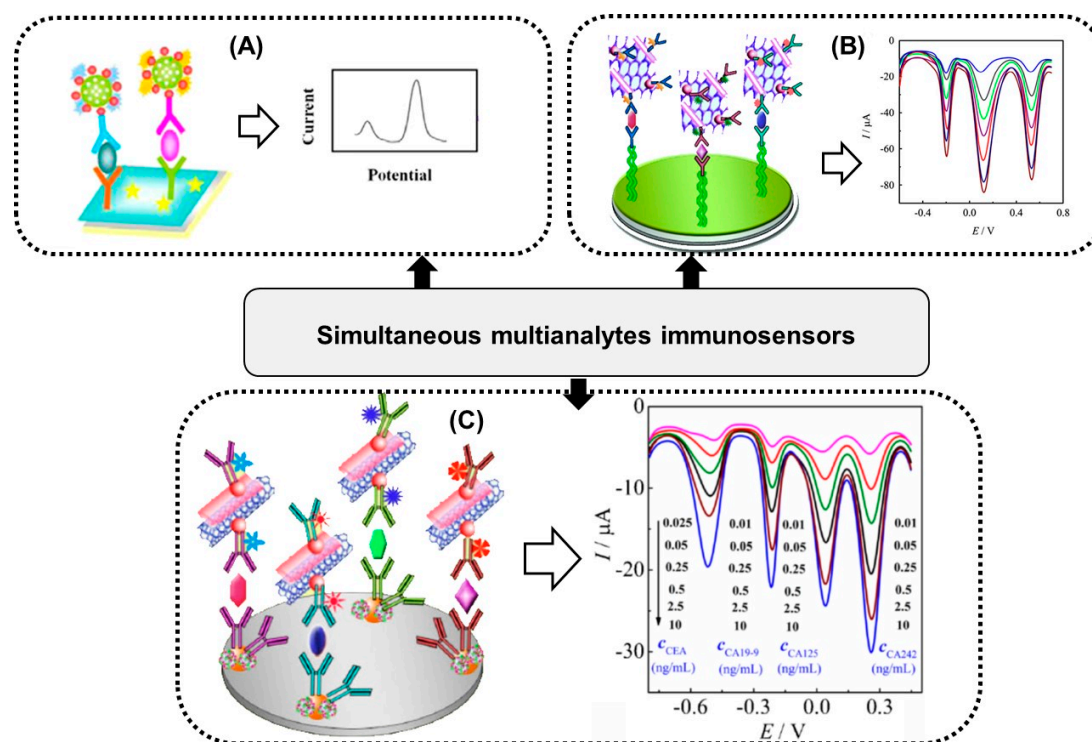 (A)
Current
Potential
(B)
0
-20
-40
-60
-80
I / µA
-0.4 0.0 0.4 0.8
E / V
Simultaneous multianalytes immunosensors
(C)
0
-10
-20
-30
I / µA
0.025 0.01 0.01 0.01
0.05 0.05 0.05 0.05
0.25 0.25 0.25 0.25
0.5 0.5 0.5 0.5
2.5 2.5 2.5 2.5
10 10 10 10
cCEA cCA19-9 cCA125 cCA242
(ng/mL) (ng/mL) (ng/mL) (ng/mL)
-0.6 -0.3 0.0 0.3
E / V